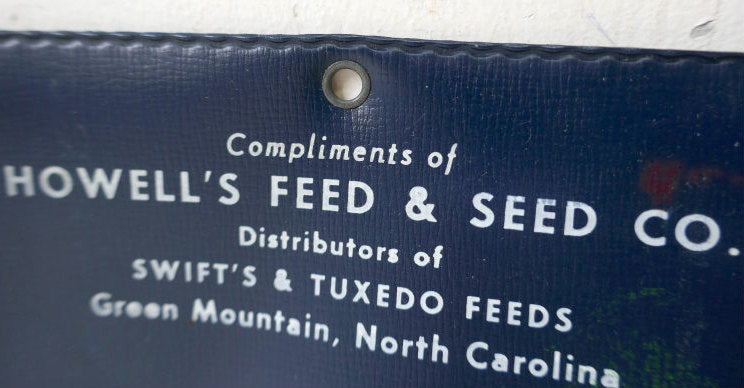 Compliments of
HOWELL'S FEED & SEED CO.
Distributors of
SWIFT'S & TUXEDO FEEDS
Green Mountain, North Carolina